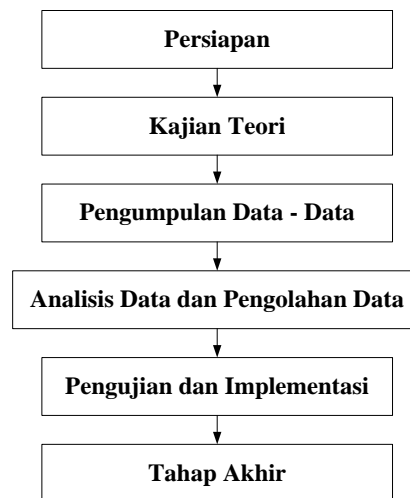 Persiapan
Kajian Teori
Pengumpulan Data - Data
Analisis Data dan Pengolahan Data
Pengujian dan Implementasi
Tahap Akhir